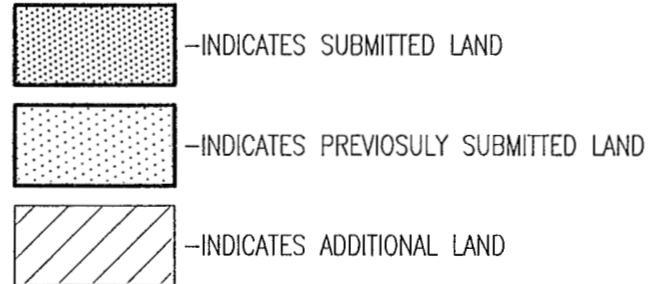 -INDICATES SUBMITTED LAND
-INDICATES PREVIOSULY SUBMITTED LAND
-INDICATES ADDITIONAL LAND